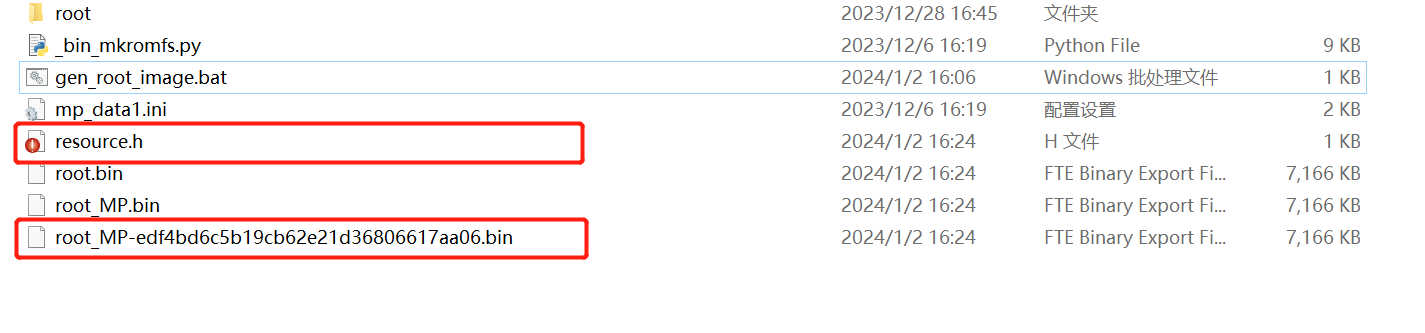 root 2023/12/28 16:45 文件夹
_bin_mkromfs.py 2023/12/6 16:19 Python File 9 KB
gen_root_image.bat 2024/1/2 16:06 Windows 批处理文件 1 KB
mp_data1.ini 2023/12/6 16:19 配置设置 2 KB
resource.h 2024/1/2 16:24 H 文件 1 KB
root.bin 2024/1/2 16:24 FTE Binary Export Fi... 7,166 KB
root_MP.bin 2024/1/2 16:24 FTE Binary Export Fi... 7,166 KB
root_MP-edf4bd6c5b19cb62e21d36806617aa06.bin 2024/1/2 16:24 FTE Binary Export Fi... 7,166 KB